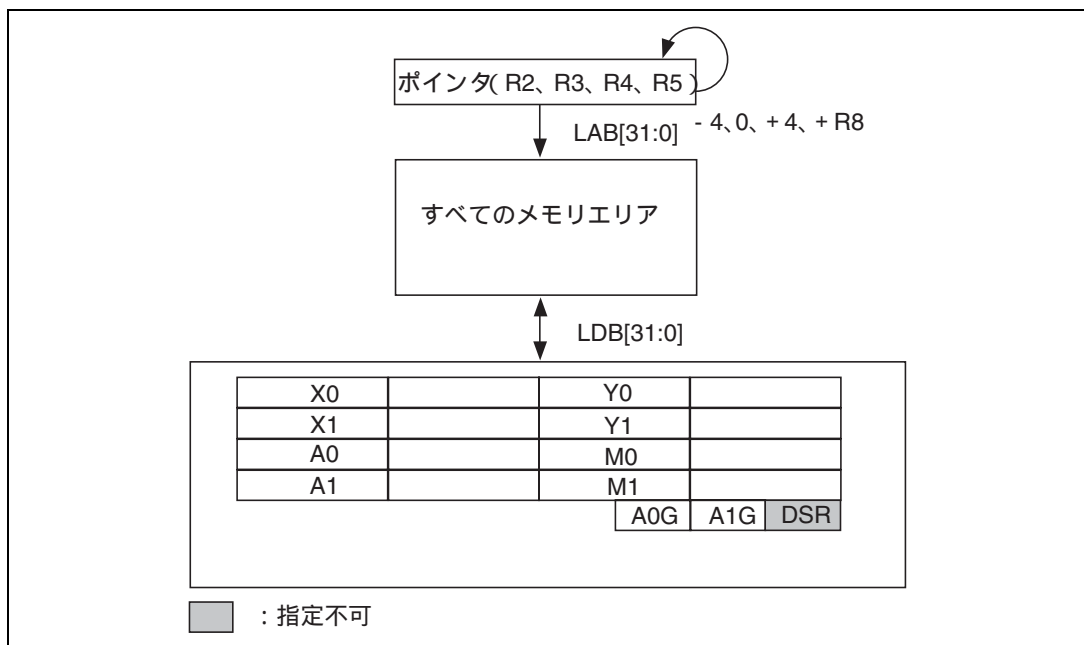 ポインタ( R2、R3、R4、R5 )
LAB[31:0]
- 4、0、+ 4、+ R8
すべてのメモリエリア
LDB[31:0]
X0 Y0
X1 Y1
A0 M0
A1 M1
A0G A1G DSR
：指定不可